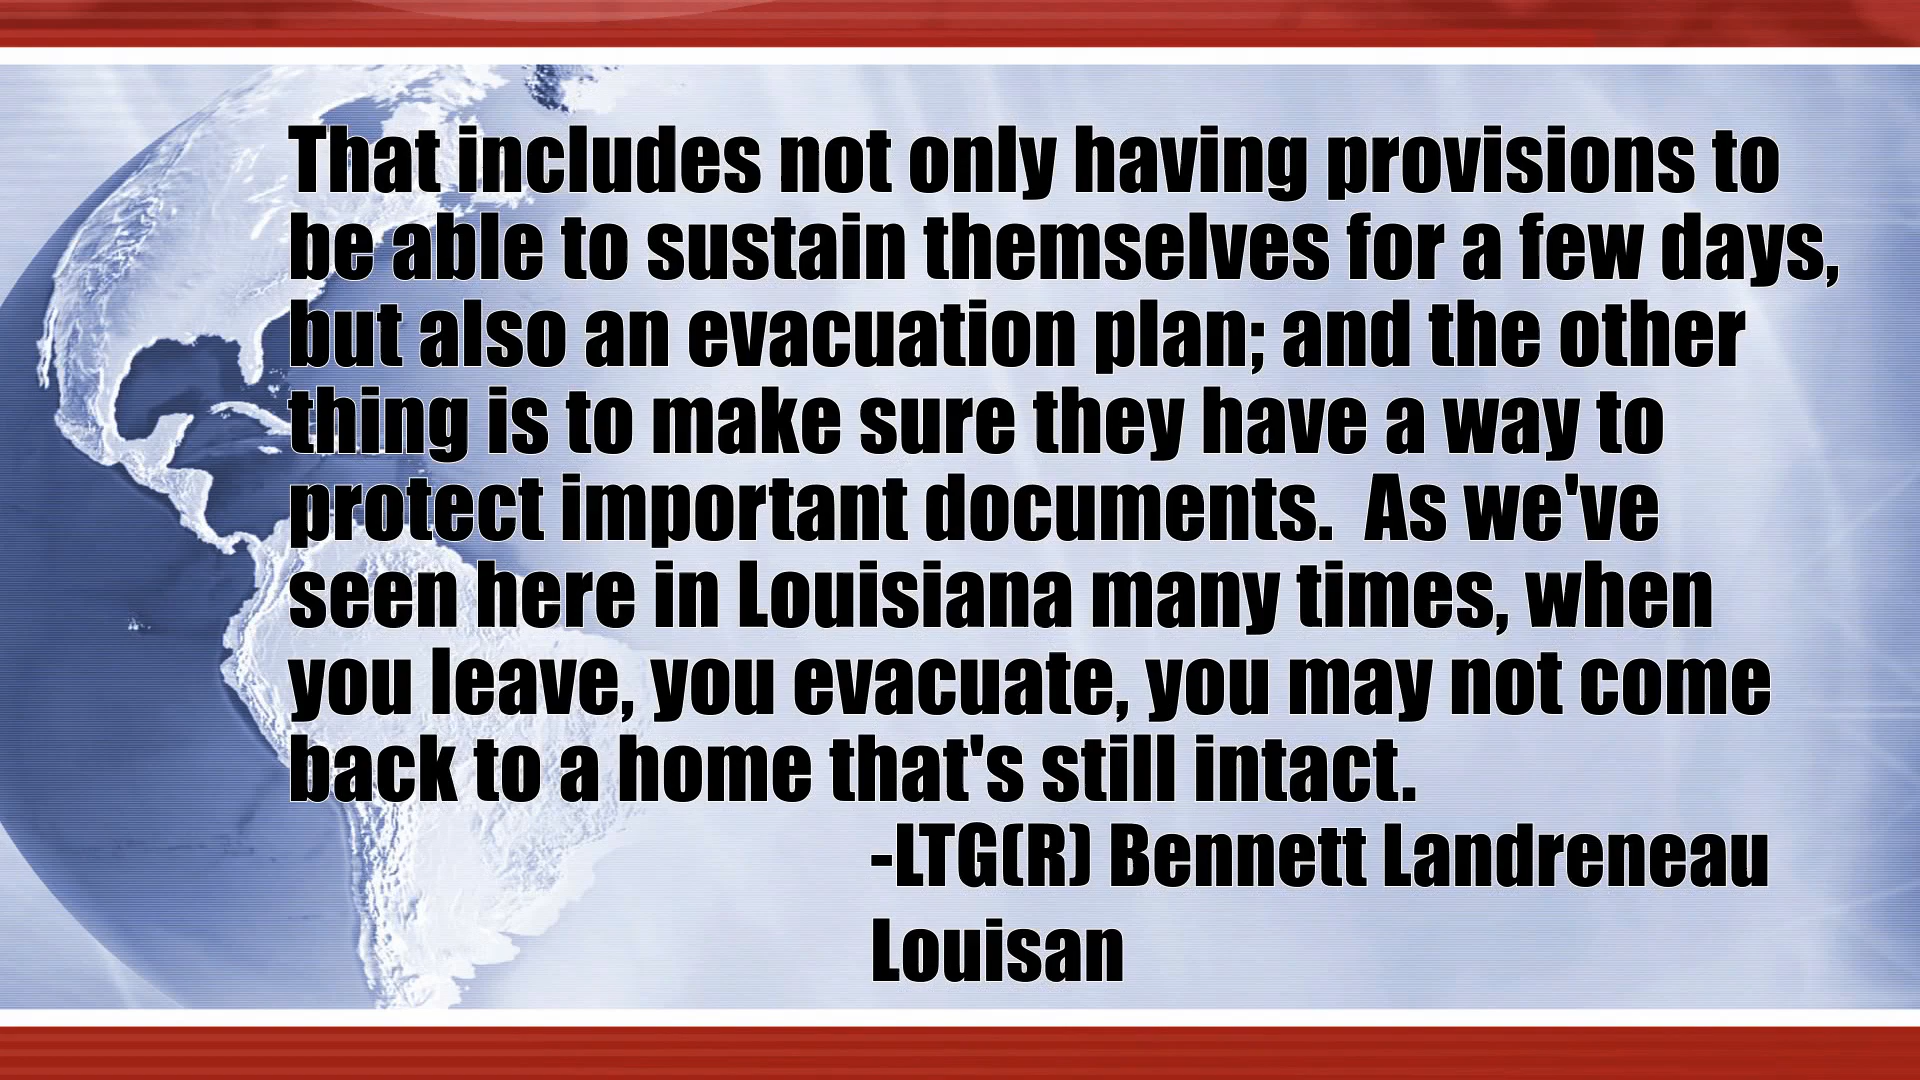 That includes not only having provisions to
be able to sustain themselves for a few days,
but also an evacuation plan; and the other
thing is to make sure they have a way to
protect important documents.  As we've
seen here in Louisiana many times, when
you leave, you evacuate, you may not come
back to a home that's still intact.
-LTG(R) Bennett Landreneau
Louisan